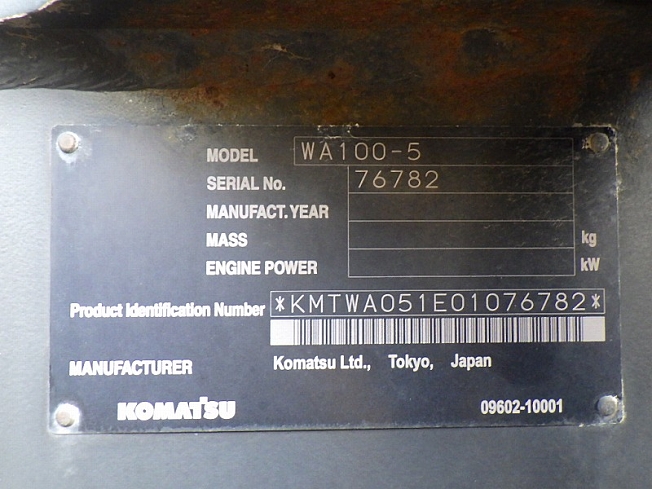 MODEL WA100-5
SERIAL No. 76782
MANUFACT. YEAR
MASS kg
ENGINE POWER kW
Product Identification Number *KMTWA051E01076782*
MANUFACTURER Komatsu Ltd., Tokyo, Japan
KOMATSU 09602-10001